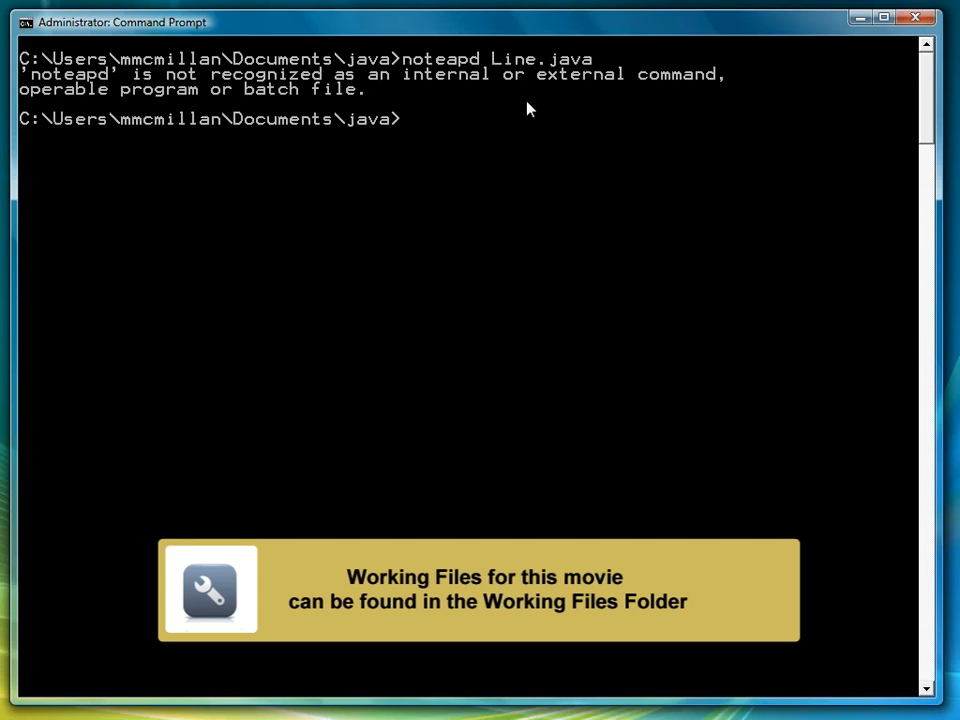 Administrator: Command Prompt
C:\Users\mmcmillan\Documents\java>noteapd Line.java
'noteapd' is not recognized as an internal or external command,
operable program or batch file.
C:\Users\mmcmillan\Documents\java>
Working Files for this movie
can be found in the Working Files Folder